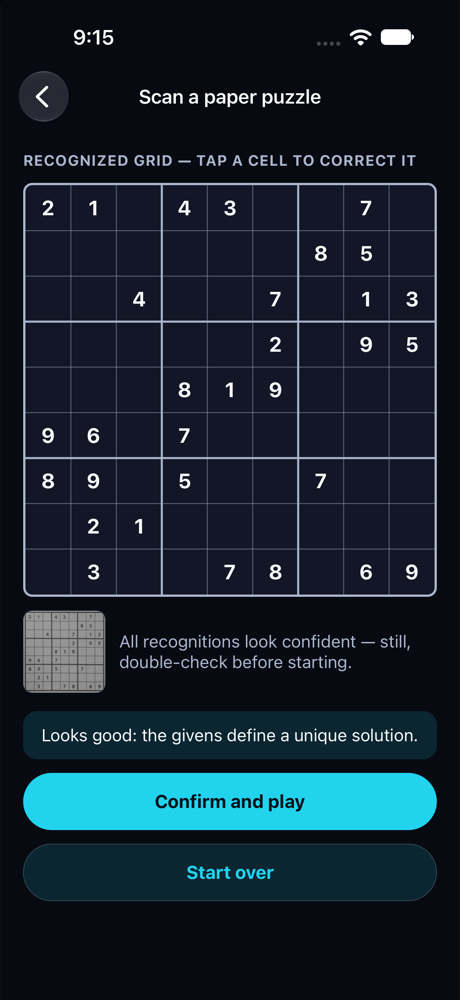 9:15
Scan a paper puzzle
RECOGNIZED GRID — TAP A CELL TO CORRECT IT
2 1 4 3 7
8 5
4 7 1 3
2 9 5
8 1 9
9 6 7
8 9 5 7
2 1
3 7 8 6 9
All recognitions look confident — still,
double-check before starting.
Looks good: the givens define a unique solution.
Confirm and play
Start over